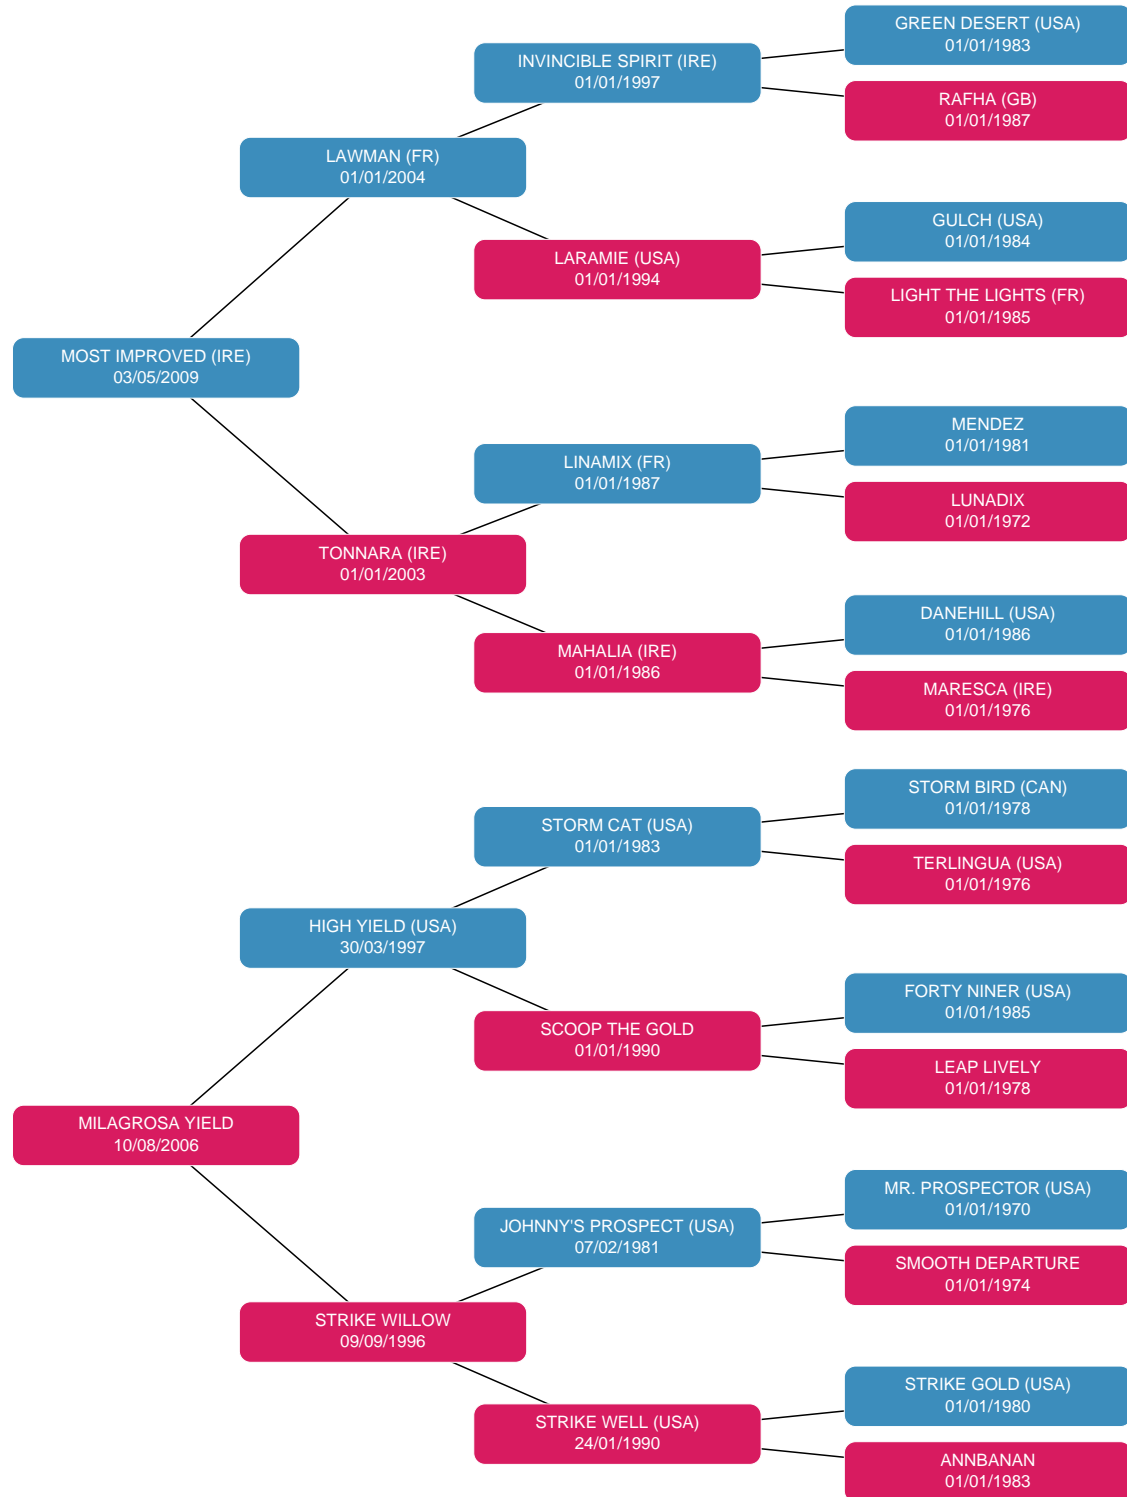 GREEN DESERT (USA)
01/01/1983
INVINCIBLE SPIRIT (IRE)
01/01/1997
RAFHA (GB)
01/01/1987
LAWMAN (FR)
01/01/2004
GULCH (USA)
01/01/1984
LARAMIE (USA)
01/01/1994
LIGHT THE LIGHTS (FR)
01/01/1985
MOST IMPROVED (IRE)
03/05/2009
MENDEZ
01/01/1981
LINAMIX (FR)
01/01/1987
LUNADIX
01/01/1972
TONNARA (IRE)
01/01/2003
DANEHILL (USA)
01/01/1986
MAHALIA (IRE)
01/01/1986
MARESCA (IRE)
01/01/1976
STORM BIRD (CAN)
01/01/1978
STORM CAT (USA)
01/01/1983
TERLINGUA (USA)
01/01/1976
HIGH YIELD (USA)
30/03/1997
FORTY NINER (USA)
01/01/1985
SCOOP THE GOLD
01/01/1990
LEAP LIVELY
01/01/1978
MILAGROSA YIELD
10/08/2006
MR. PROSPECTOR (USA)
01/01/1970
JOHNNY'S PROSPECT (USA)
07/02/1981
SMOOTH DEPARTURE
01/01/1974
STRIKE WILLOW
09/09/1996
STRIKE GOLD (USA)
01/01/1980
STRIKE WELL (USA)
24/01/1990
ANNBANAN
01/01/1983